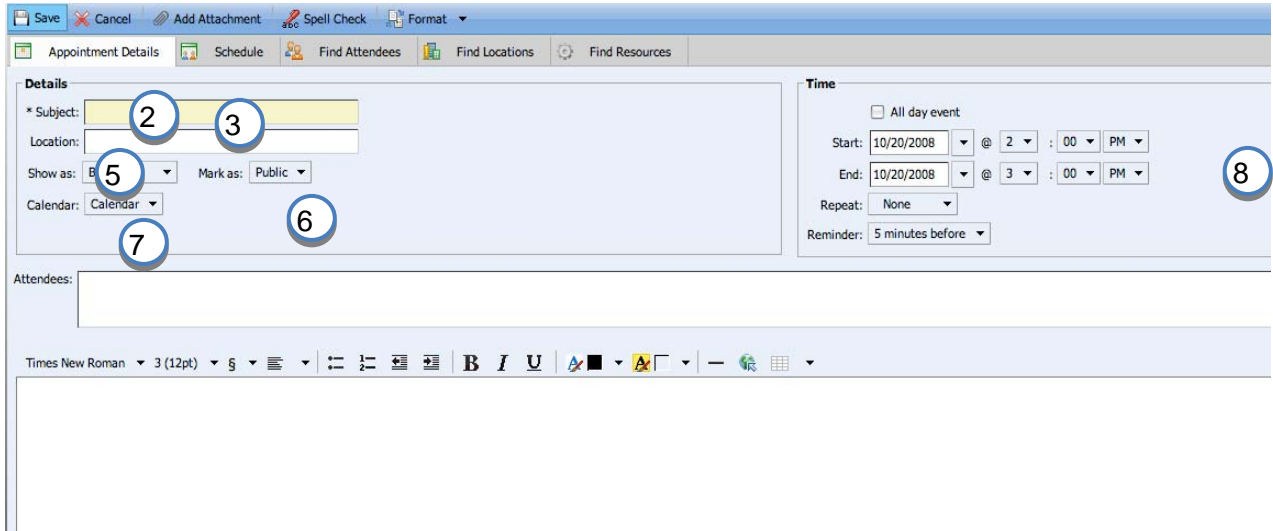 Save Cancel Add Attachment Spell Check Format
Appointment Details Schedule Find Attendees Find Locations Find Resources
Details
* Subject: 2 3
Location:
Show as: B 5 Mark as: Public
Calendar: Calendar
6
7
Time
All day event
Start: 10/20/2008 @ 2 : 00 PM
End: 10/20/2008 @ 3 : 00 PM
8
Repeat: None
Reminder: 5 minutes before
Attendees:
Times New Roman 3 (12pt) § B I U